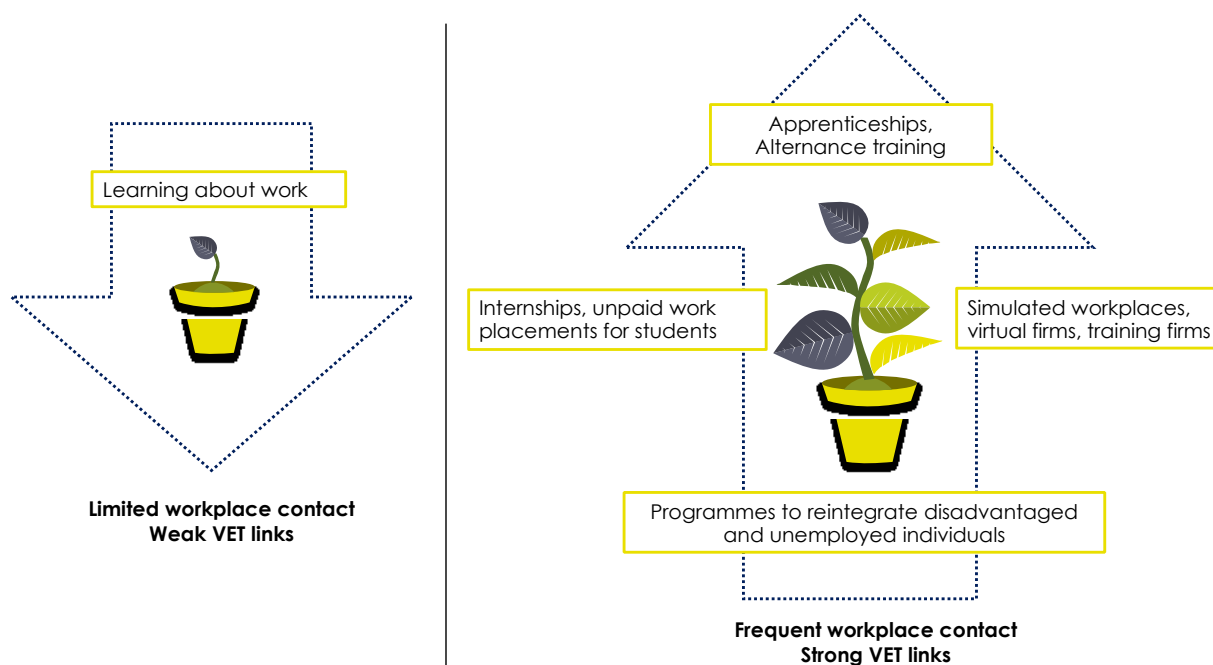 Learning about work
Limited workplace contact
Weak VET links
Apprenticeships,
Alternance training
Internships, unpaid work
placements for students
Simulated workplaces,
virtual firms, training firms
Programmes to reintegrate disadvantaged
and unemployed individuals
Frequent workplace contact
Strong VET links